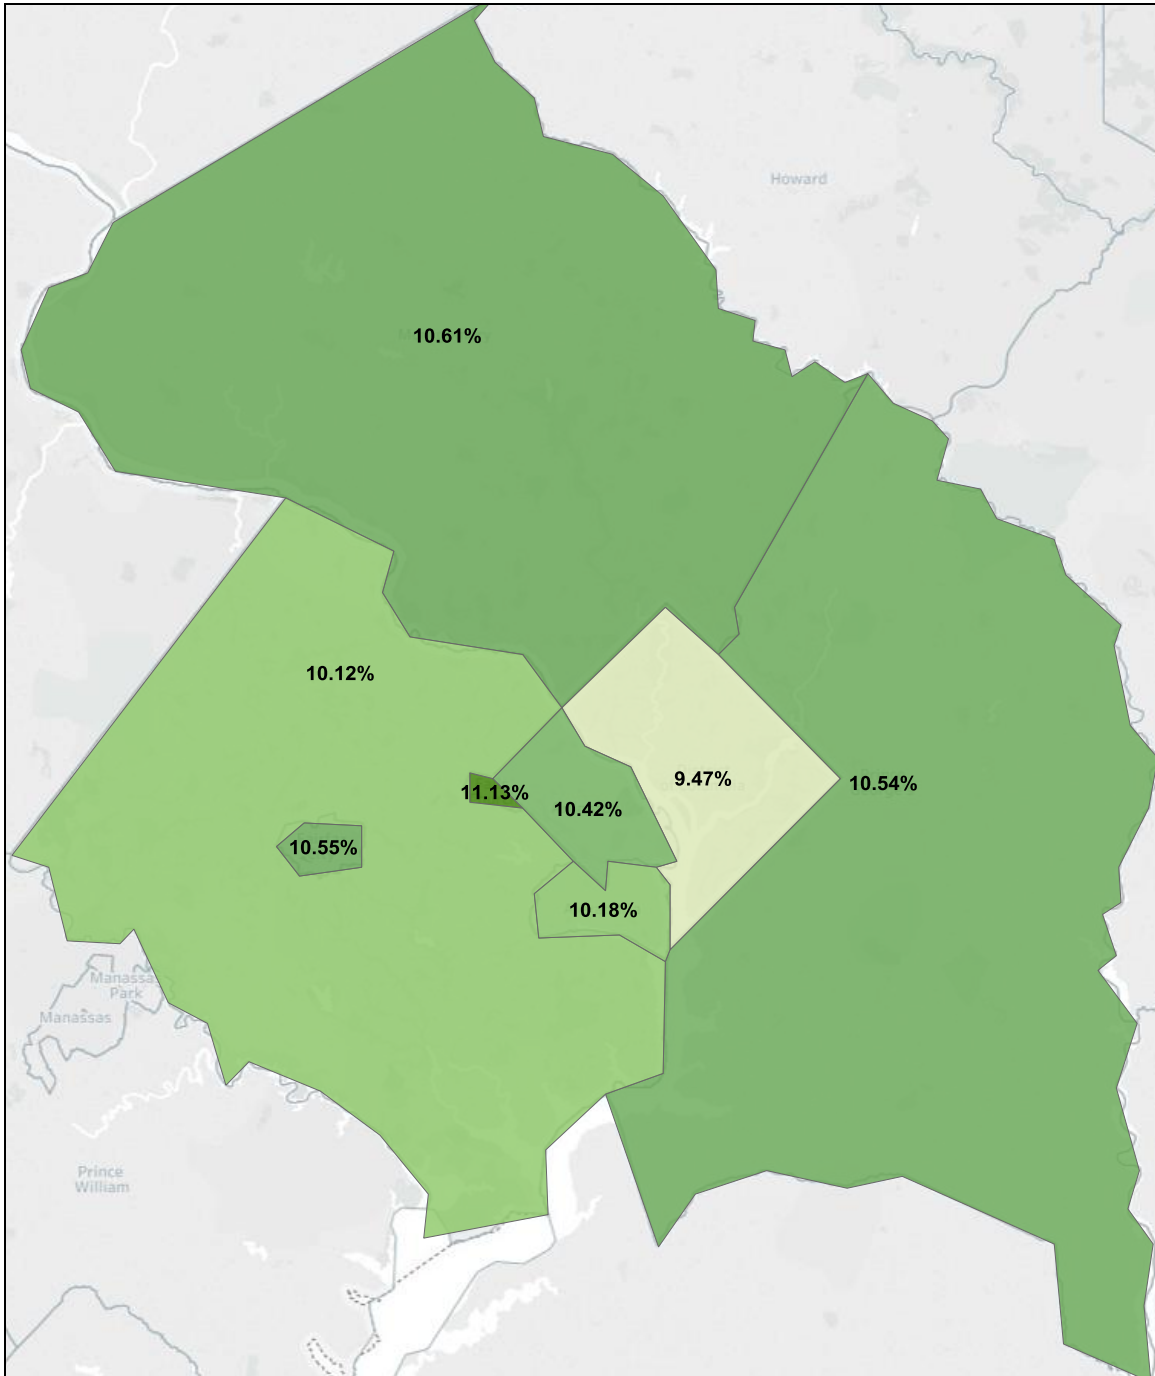 Howard
10.61%
10.12%
9.47%
10.54%
11.13%
10.42%
10.55%
10.18%
Manassas
Park
Manassas
Prince
William